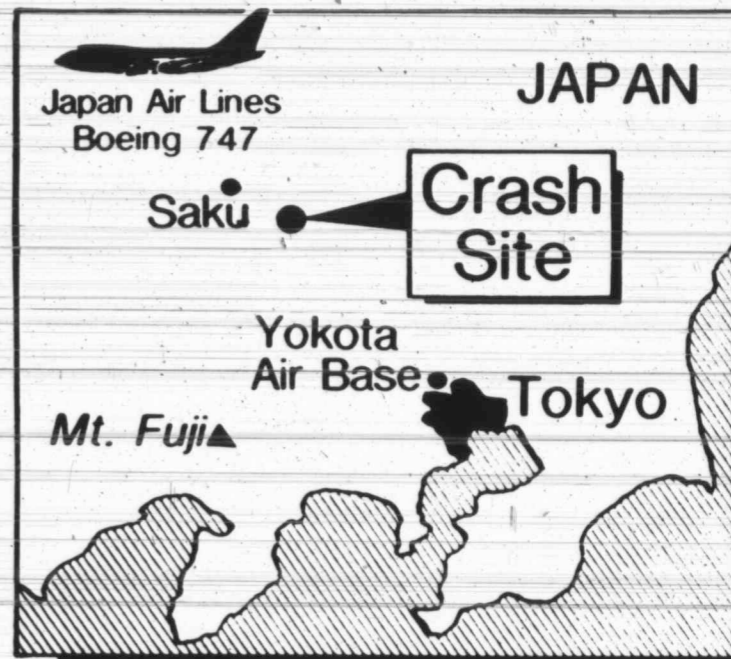 Japan Air Lines
Boeing 747
JAPAN
Saku
Crash
Site
Yokota
Air Base
Tokyo
Mt. Fuji